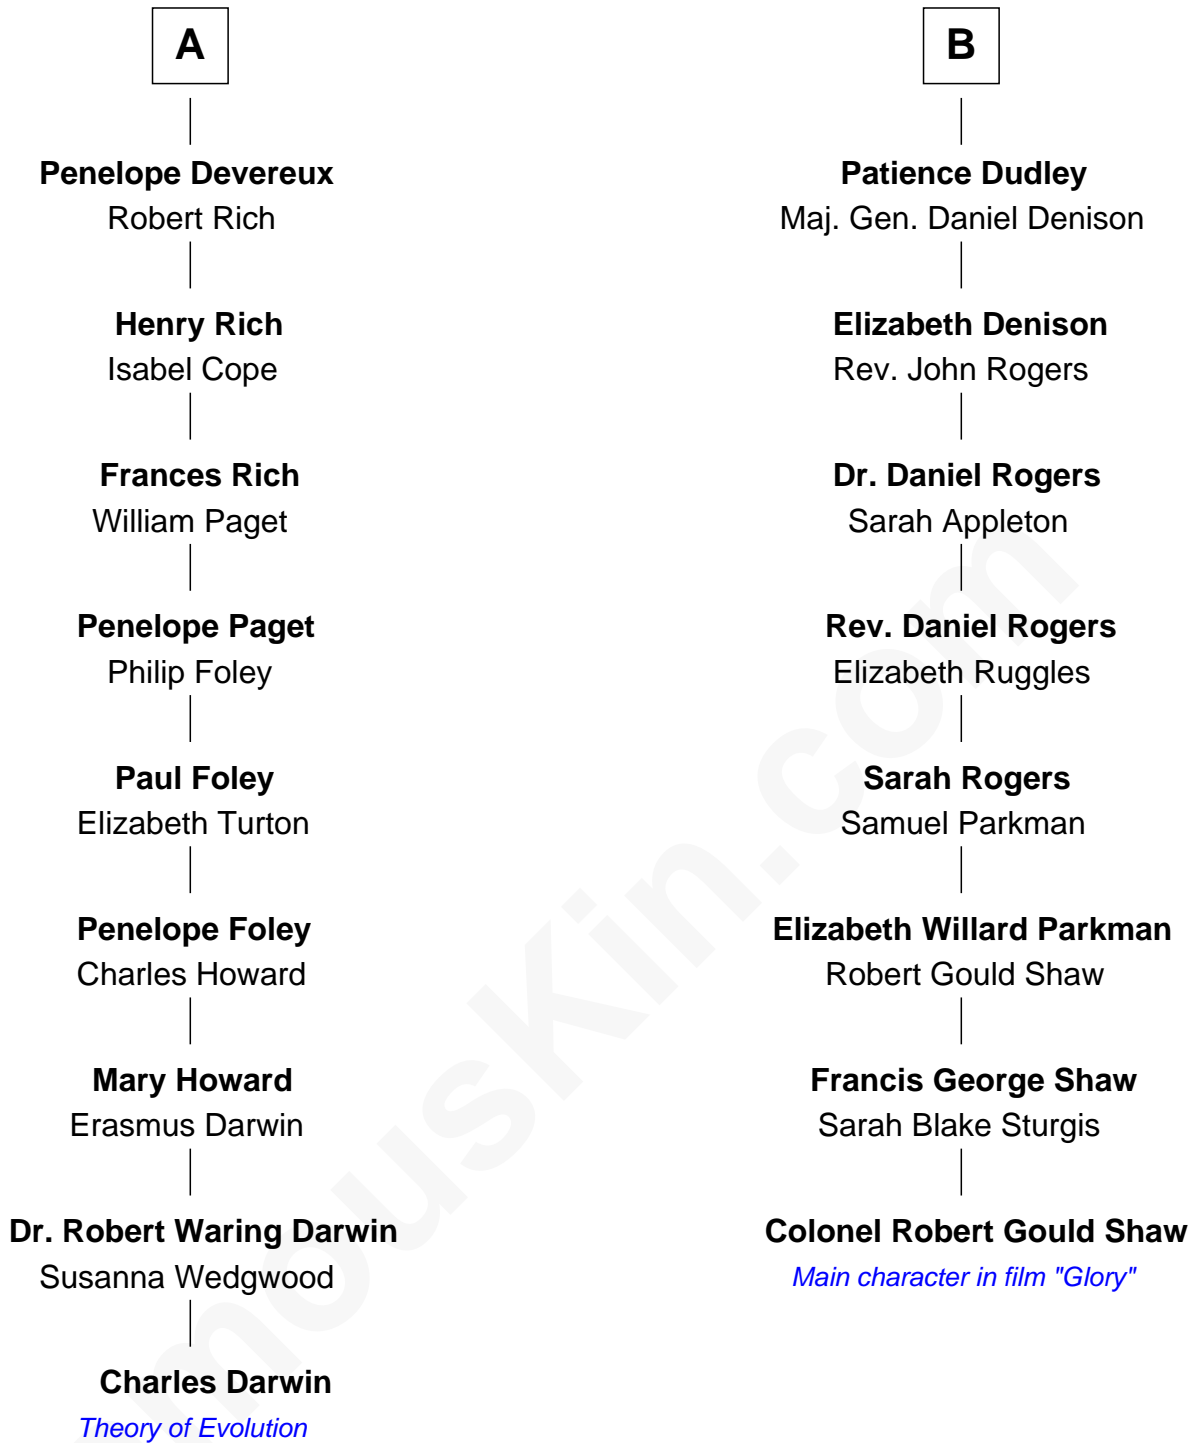 A
Penelope Devereux
Robert Rich
Henry Rich
Isabel Cope
Frances Rich
William Paget
Penelope Paget
Philip Foley
Paul Foley
Elizabeth Turton
Penelope Foley
Charles Howard
Mary Howard
Erasmus Darwin
Dr. Robert Waring Darwin
Susanna Wedgwood
Charles Darwin
Theory of Evolution
B
Patience Dudley
Maj. Gen. Daniel Denison
Elizabeth Denison
Rev. John Rogers
Dr. Daniel Rogers
Sarah Appleton
Rev. Daniel Rogers
Elizabeth Ruggles
Sarah Rogers
Samuel Parkman
Elizabeth Willard Parkman
Robert Gould Shaw
Francis George Shaw
Sarah Blake Sturgis
Colonel Robert Gould Shaw
Main character in film "Glory"
mousKin.com